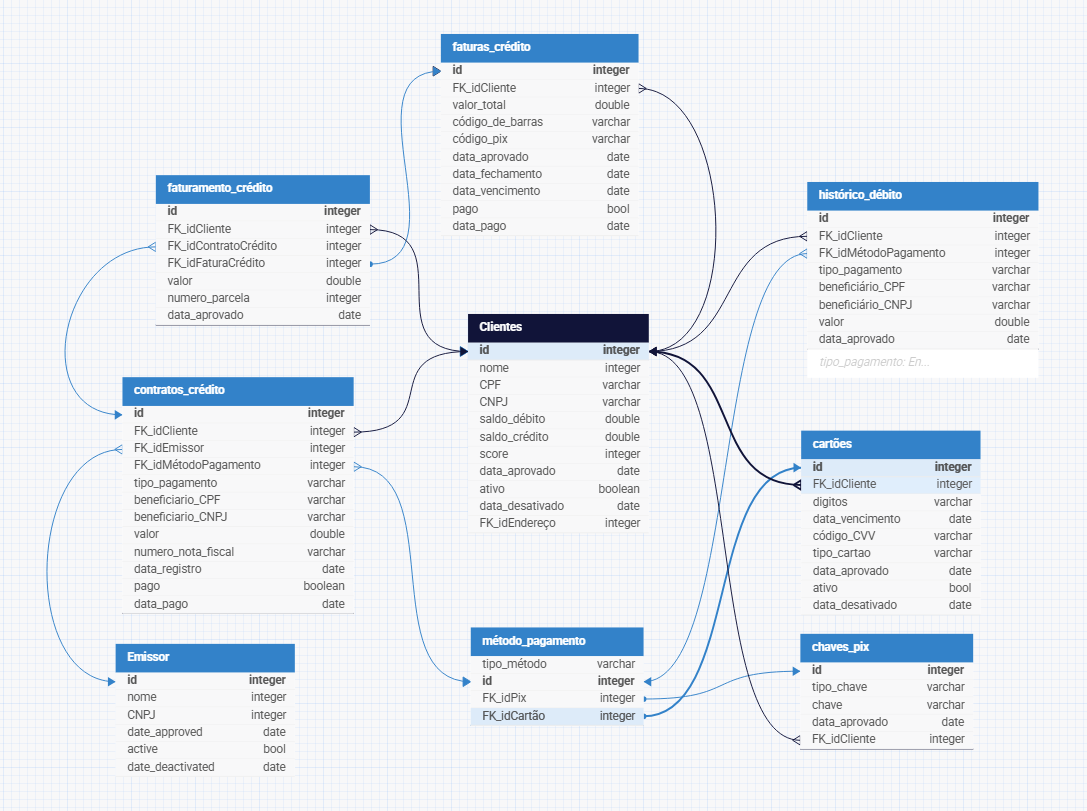 faturas_crédito
id integer
FK_idCliente integer
valor_total double
código_de_barras varchar
código_pix varchar
data_aprovado date
data_fechamento date
data_vencimento date
pago bool
data_pago date
faturamento_crédito
id integer
FK_idCliente integer
FK_idContratoCrédito integer
FK_idFaturaCrédito integer
valor double
numero_parcela integer
data_aprovado date
histórico_débito
id integer
FK_idCliente integer
FK_idMétodoPagamento integer
tipo_pagamento varchar
beneficiário_CPF varchar
beneficiário_CNPJ varchar
valor double
data_aprovado date
tipo_pagamento: En...
Clientes
id integer
nome integer
CPF varchar
CNPJ varchar
saldo_débito double
saldo_crédito double
score integer
data_aprovado date
ativo boolean
data_desativado date
FK_idEndereço integer
contratos_crédito
id integer
FK_idCliente integer
FK_idEmissor integer
FK_idMétodoPagamento integer
tipo_pagamento varchar
beneficiario_CPF varchar
beneficiario_CNPJ varchar
valor double
numero_nota_fiscal varchar
data_registro date
pago boolean
data_pago date
cartões
id integer
FK_idCliente integer
digitos varchar
data_vencimento date
código_CVV varchar
tipo_cartao varchar
data_aprovado date
ativo bool
data_desativado date
Emissor
id integer
nome integer
CNPJ integer
date_approved date
active bool
date_deactivated date
método_pagamento
tipo_método varchar
id integer
FK_idPix integer
FK_idCartão integer
chaves_pix
id integer
tipo_chave varchar
chave varchar
data_aprovado date
FK_idCliente integer